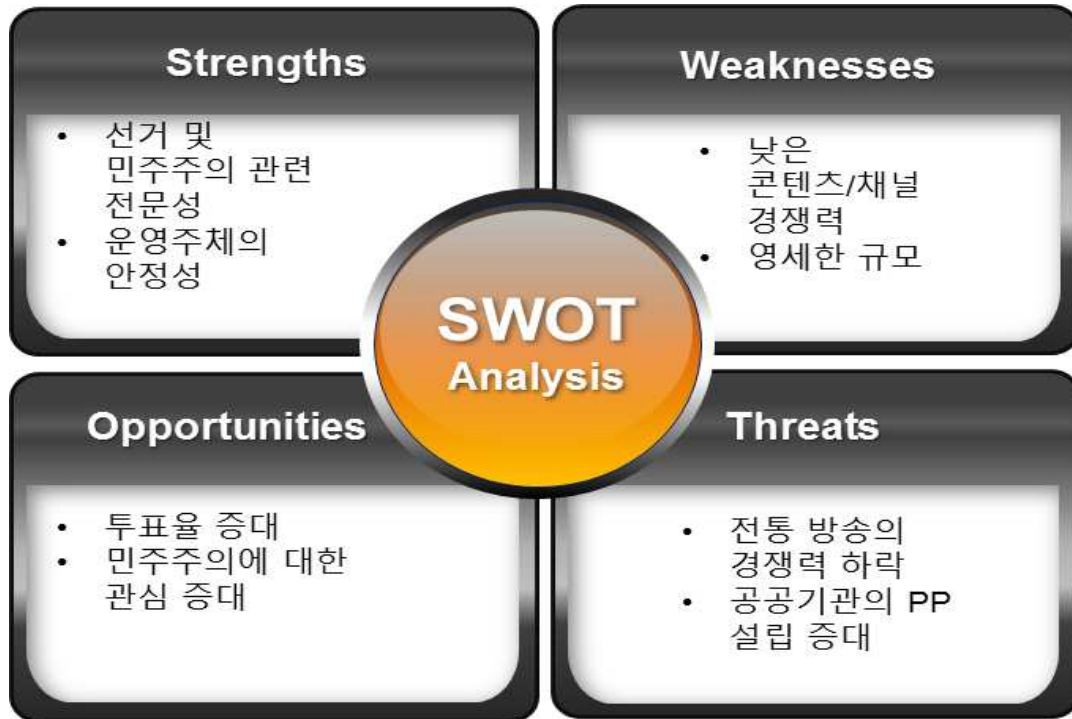 Strengths
• 선거 및
민주주의 관련
전문성
• 운영주체의
안정성
Weaknesses
• 낮은
콘텐츠/채널
경쟁력
• 영세한 규모
SWOT
Analysis
Opportunities
• 투표율 증대
• 민주주의에 대한
관심 증대
Threats
• 전통 방송의
경쟁력 하락
• 공공기관의 PP
설립 증대